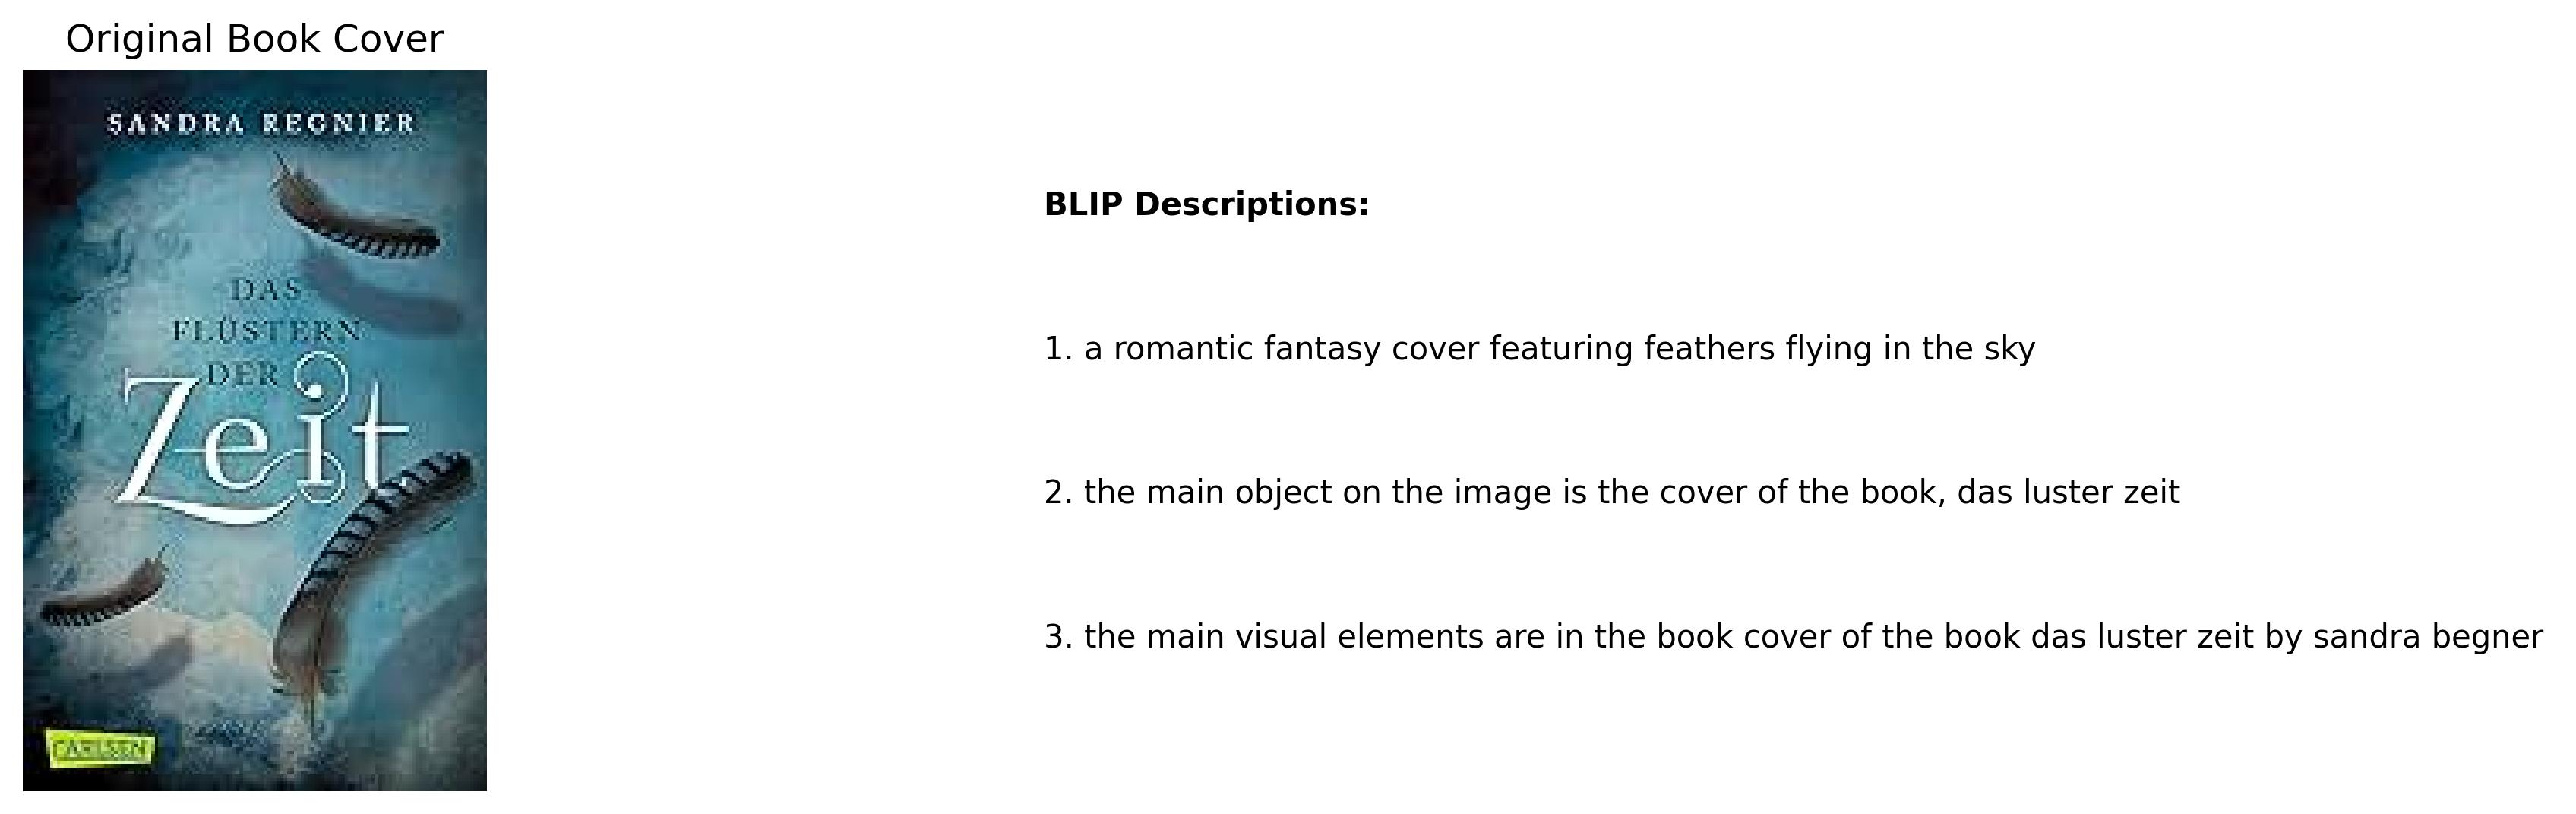 Original Book Cover
SANDRA REGNIER
DAS
FLÜSTERN
DER
Zeit
CARLSEN
BLIP Descriptions:
1. a romantic fantasy cover featuring feathers flying in the sky
2. the main object on the image is the cover of the book, das luster zeit
3. the main visual elements are in the book cover of the book das luster zeit by sandra begner